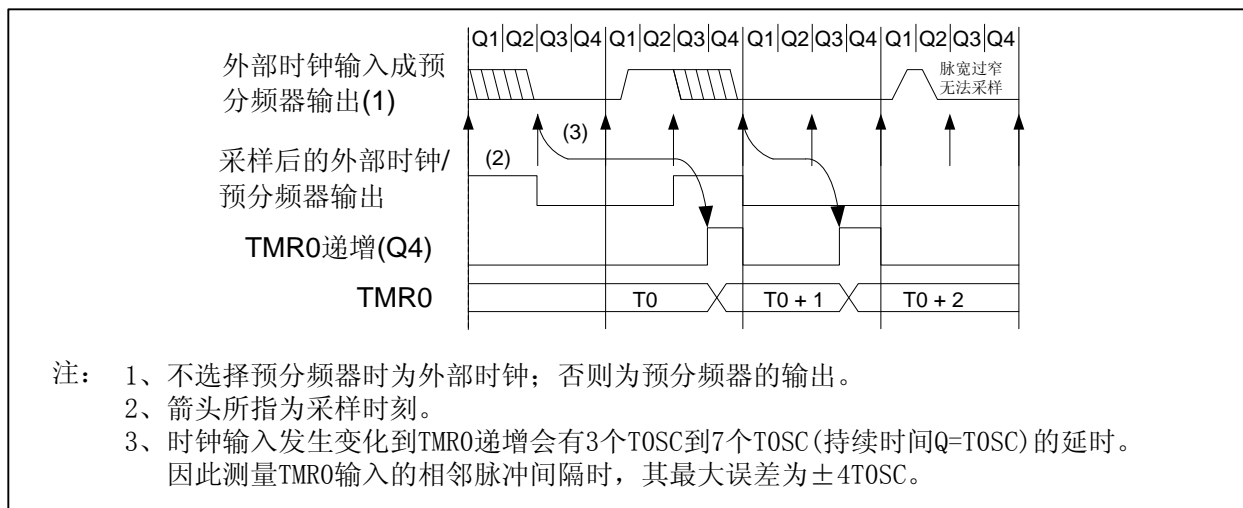 Q1 Q2 Q3 Q4 Q1 Q2 Q3 Q4 Q1 Q2 Q3 Q4 Q1 Q2 Q3 Q4
外部时钟输入成预
分频器输出(1)
脉宽过窄
无法采样
(3)
采样后的外部时钟/
预分频器输出
(2)
TMR0递增(Q4)
TMR0
T0
T0 + 1
T0 + 2
注： 1、不选择预分频器时为外部时钟；否则为预分频器的输出。
2、箭头所指为采样时刻。
3、时钟输入发生变化到TMR0递增会有3个TOSC到7个TOSC(持续时间Q=TOSC)的延时。
因此测量TMR0输入的相邻脉冲间隔时，其最大误差为±4TOSC。